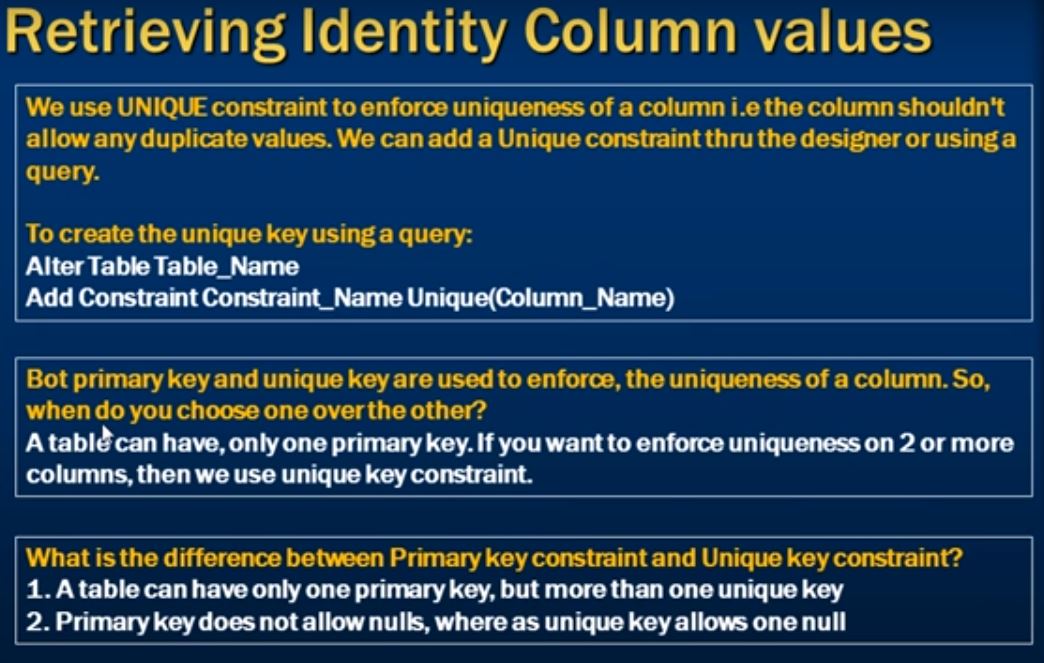 Retrieving Identity Column values
We use UNIQUE constraint to enforce uniqueness of a column i.e the column shouldn't
allow any duplicate values. We can add a Unique constraint thru the designer or using a
query.
To create the unique key using a query:
Alter Table Table_Name
Add Constraint Constraint_Name Unique(Column_Name)
Bot primary key and unique key are used to enforce, the uniqueness of a column. So,
when do you choose one over the other?
A table can have, only one primary key. If you want to enforce uniqueness on 2 or more
columns, then we use unique key constraint.
What is the difference between Primary key constraint and Unique key constraint?
1. A table can have only one primary key, but more than one unique key
2. Primary key does not allow nulls, where as unique key allows one null